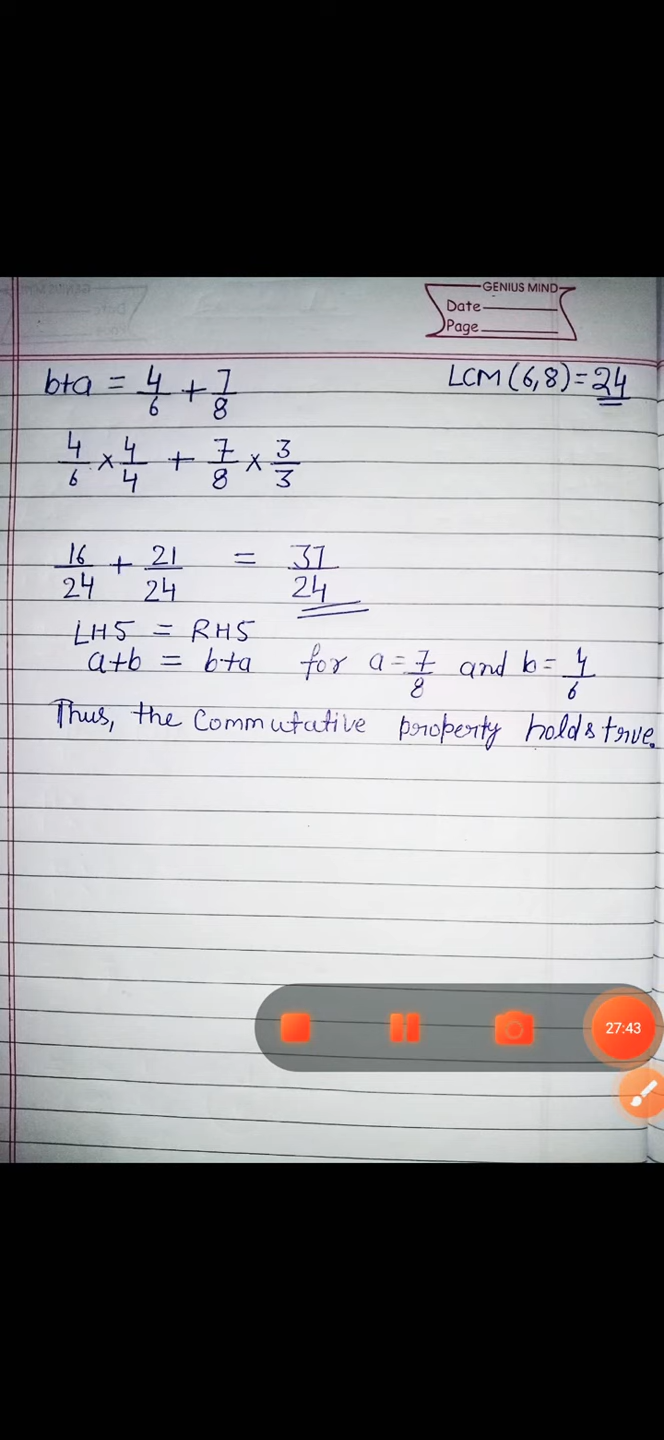 GENIUS MIND
Date
Page
b+a = 4/6 + 7/8 LCM (6,8) = 24
4/6 × 4/4 + 7/8 × 3/3
16/24 + 21/24 = 37/24
LHS = RHS
a+b = b+a for a = 7/8 and b = 4/6
Thus, the Commutative property holds true.
27:43